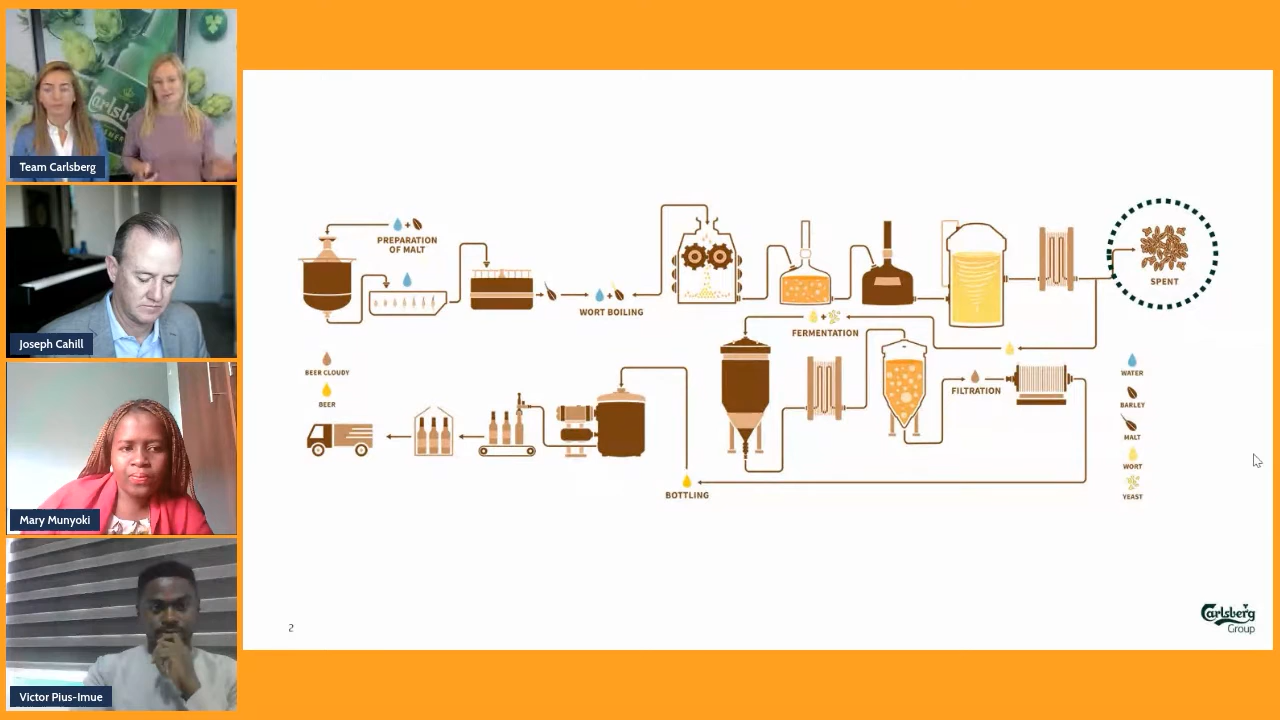 Carlsberg
Team Carlsberg
Joseph Cahill
Mary Munyoki
Victor Pius-Imue
PREPARATION
OF MALT
WORT BOILING
SPENT
FERMENTATION
BEER CLOUDY
BEER
FILTRATION
WATER
BARLEY
MALT
WORT
YEAST
BOTTLING
2
Carlsberg
Group